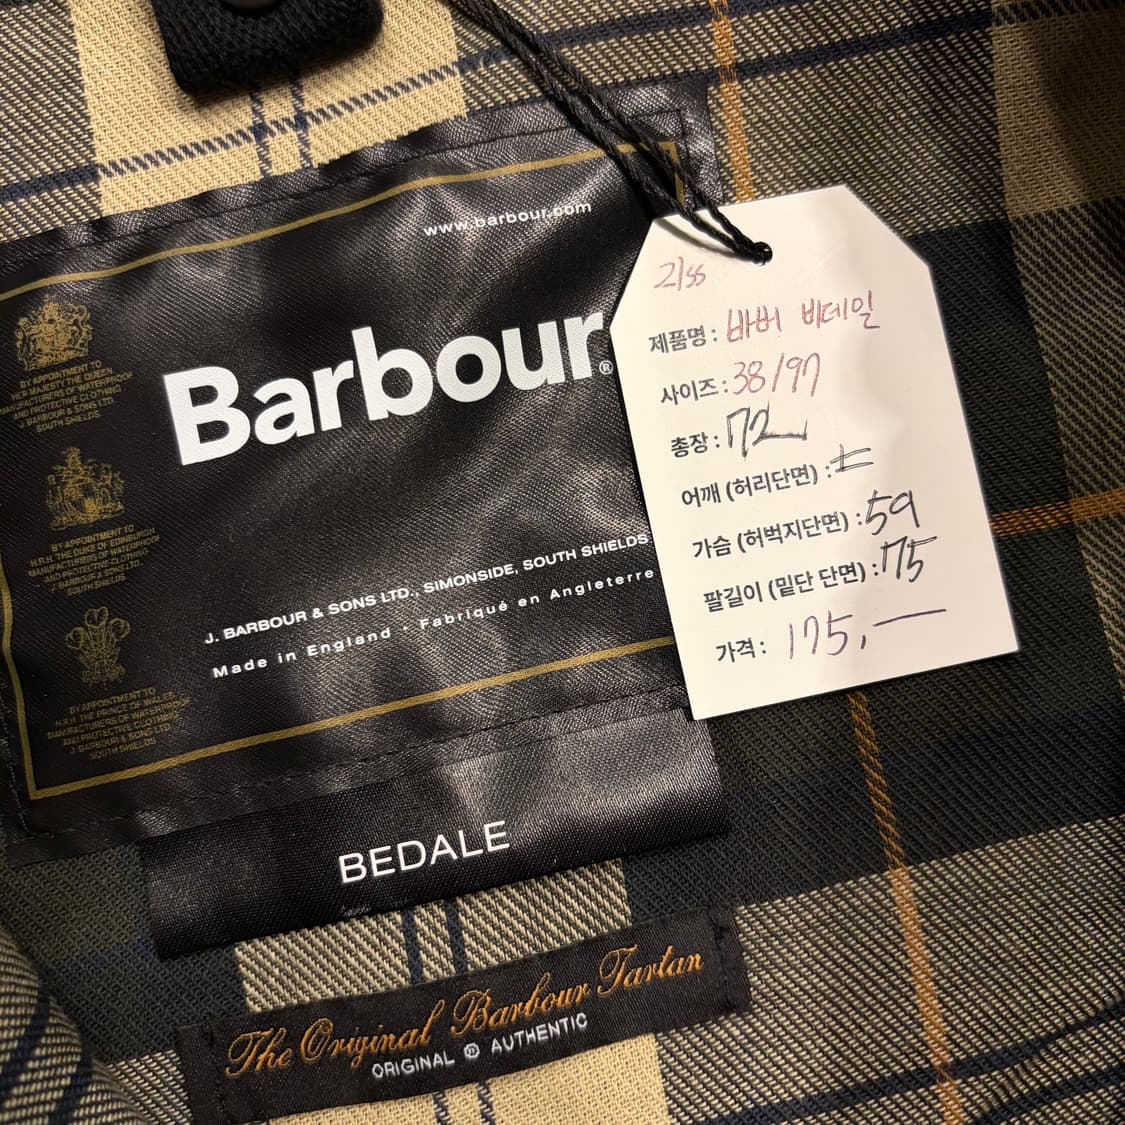 www.barbour.com
Barbour®
BY APPOINTMENT TO
HER MAJESTY THE QUEEN
MANUFACTURERS OF WATERPROOF
AND PROTECTIVE CLOTHING
J. BARBOUR & SONS LTD.
SOUTH SHIELDS
BY APPOINTMENT TO
H.R.H. THE DUKE OF EDINBURGH
MANUFACTURERS OF WATERPROOF
AND PROTECTIVE CLOTHING
J. BARBOUR & SONS LTD.
SOUTH SHIELDS
BY APPOINTMENT TO
H.R.H. THE PRINCE OF WALES
MANUFACTURERS OF WATERPROOF
AND PROTECTIVE CLOTHING
J. BARBOUR & SONS LTD.
SOUTH SHIELDS
J. BARBOUR & SONS LTD., SIMONSIDE, SOUTH SHIELDS
Made in England · Fabriqué en Angleterre
BEDALE
The Original Barbour Tartan
ORIGINAL AUTHENTIC
21ss
제품명 : 바버 비데일
사이즈 : 38/97
총장 : 72
어깨 (허리단면) : ±
가슴 (허벅지단면) : 59
팔길이 (밑단 단면) : 75
가격 : 175,—